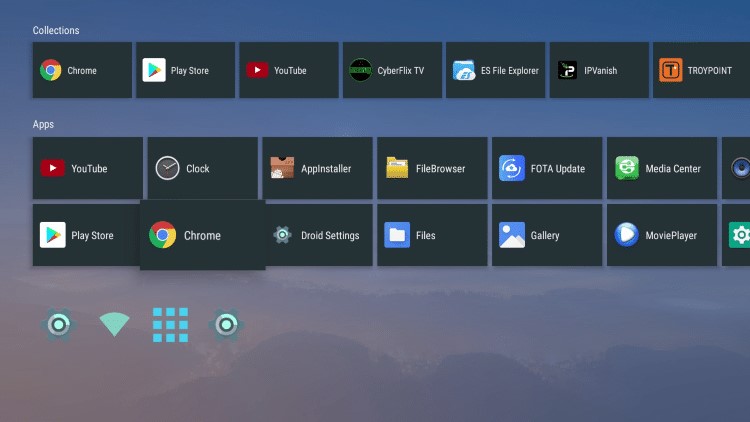 Collections
Chrome
Play Store
YouTube
CyberFlix TV
ES File Explorer
IPVanish
TROYPOINT
Apps
YouTube
Clock
AppInstaller
FileBrowser
FOTA Update
Media Center
Play Store
Chrome
Droid Settings
Files
Gallery
MoviePlayer